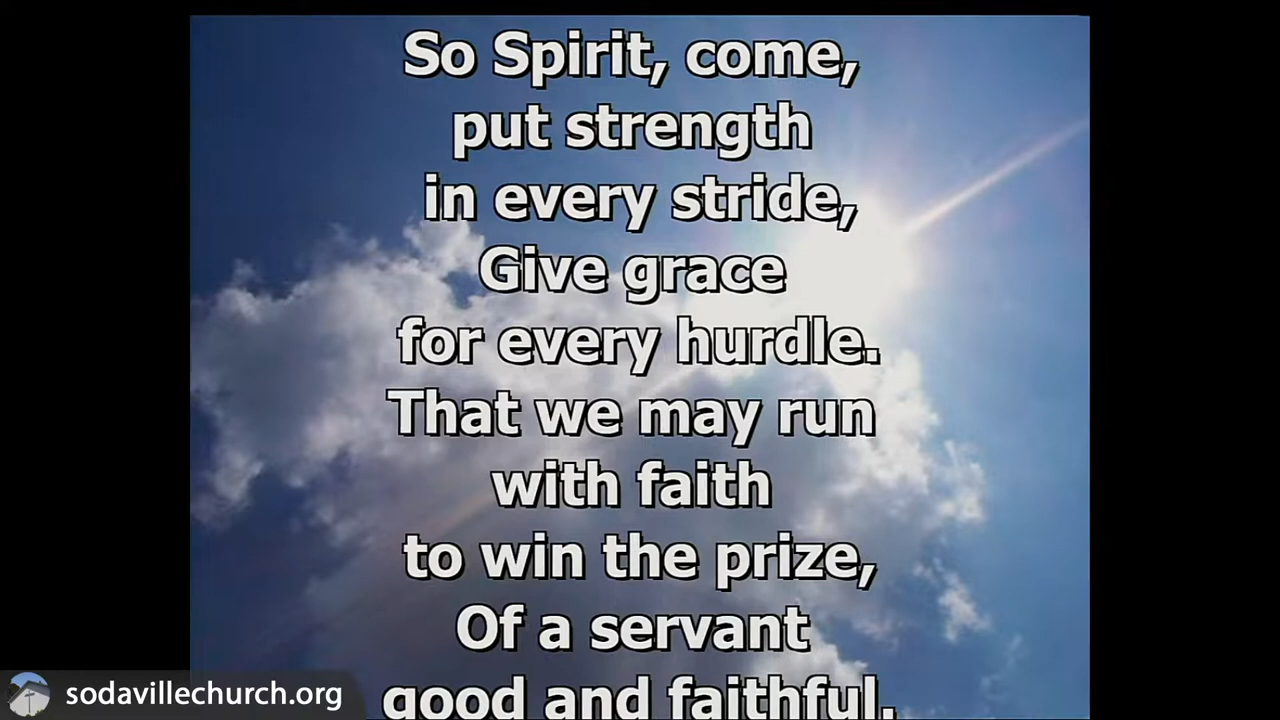 So Spirit, come,
put strength
in every stride,
Give grace
for every hurdle.
That we may run
with faith
to win the prize,
Of a servant
good and faithful.
sodavillechurch.org